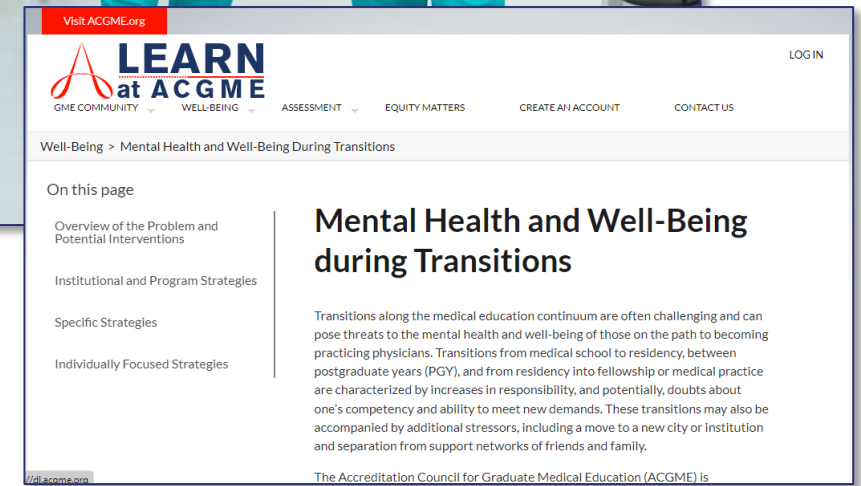 Visit ACGME.org
LEARN
at ACGME
LOG IN
GME COMMUNITY WELL-BEING ASSESSMENT EQUITY MATTERS CREATE AN ACCOUNT CONTACT US
Well-Being > Mental Health and Well-Being During Transitions
On this page
Overview of the Problem and
Potential Interventions
Institutional and Program Strategies
Specific Strategies
Individually Focused Strategies
Mental Health and Well-Being
during Transitions
Transitions along the medical education continuum are often challenging and can
pose threats to the mental health and well-being of those on the path to becoming
practicing physicians. Transitions from medical school to residency, between
postgraduate years (PGY), and from residency into fellowship or medical practice
are characterized by increases in responsibility, and potentially, doubts about
one's competency and ability to meet new demands. These transitions may also be
accompanied by additional stressors, including a move to a new city or institution
and separation from support networks of friends and family.
The Accreditation Council for Graduate Medical Education (ACGME) is
//dl.acgme.org